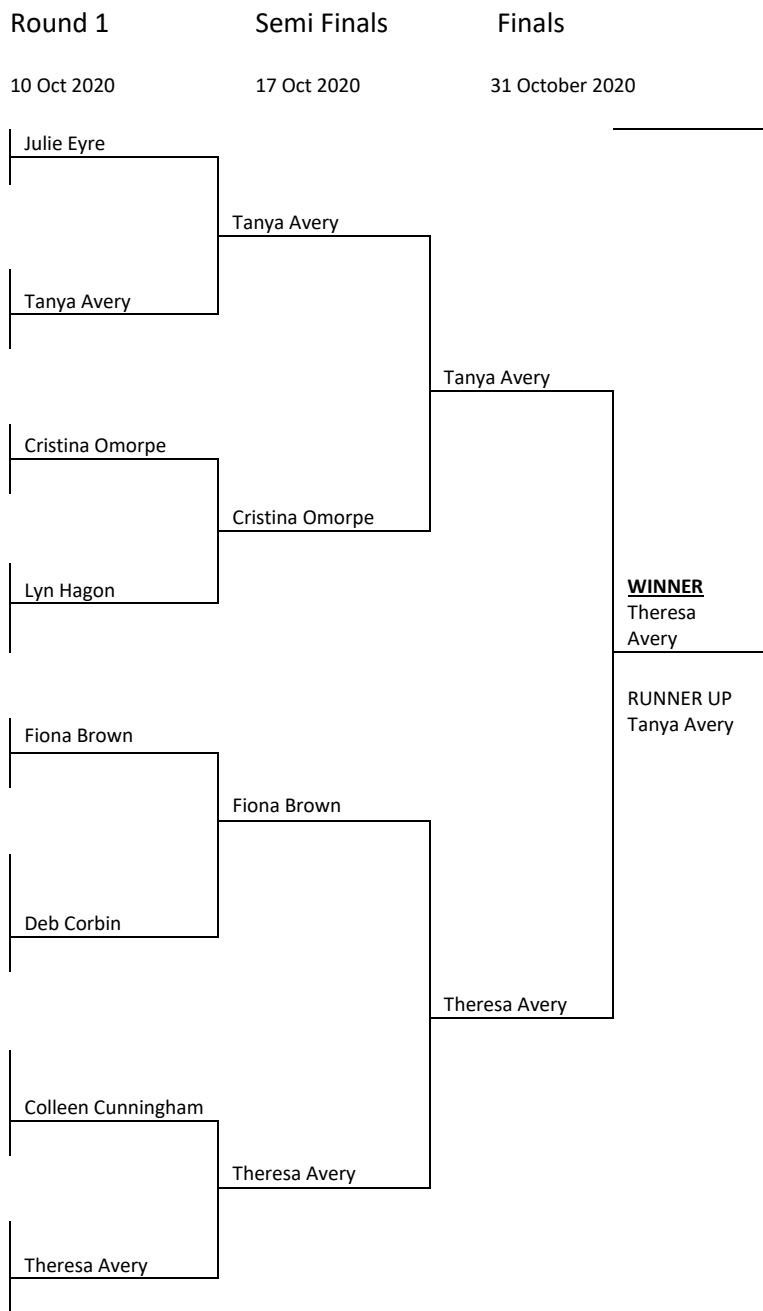 Round 1 Semi Finals Finals
10 Oct 2020 17 Oct 2020 31 October 2020
Julie Eyre
Tanya Avery
Tanya Avery
Tanya Avery
Cristina Omorpe
Cristina Omorpe
Lyn Hagon
WINNER
Theresa
Avery
RUNNER UP
Tanya Avery
Fiona Brown
Fiona Brown
Deb Corbin
Theresa Avery
Colleen Cunningham
Theresa Avery
Theresa Avery